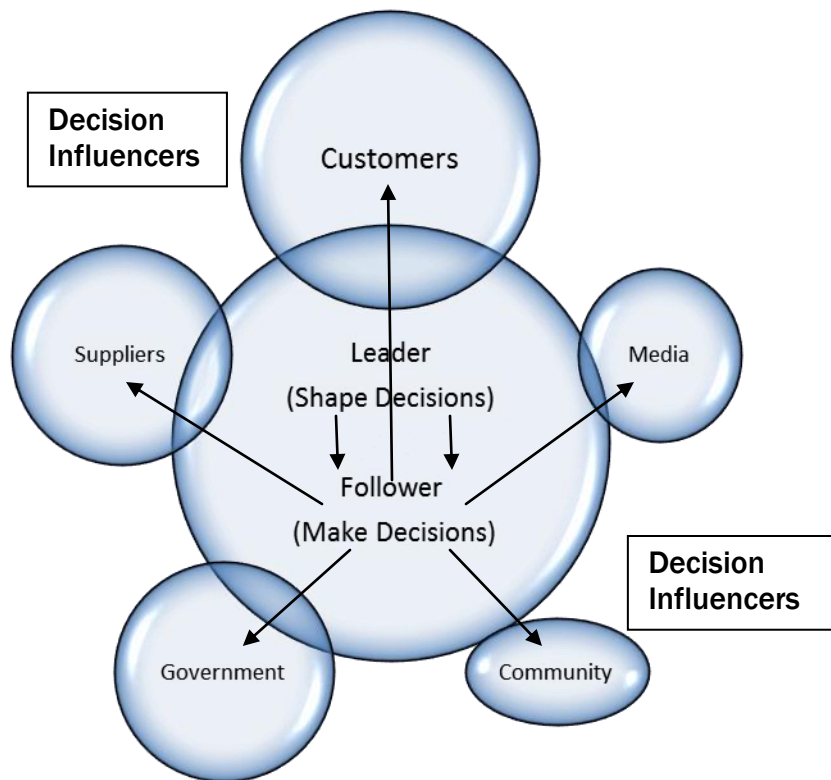 Decision
Influencers
Customers
Suppliers
Leader
Media
(Shape Decisions)
Follower
(Make Decisions)
Decision
Influencers
Government
Community